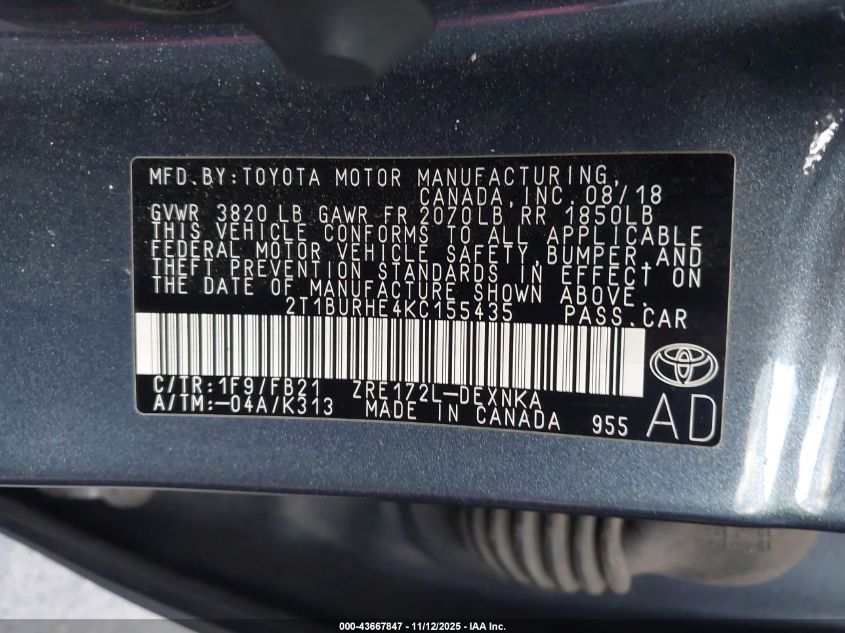 MFD.BY:TOYOTA MOTOR MANUFACTURING,
CANADA,INC. 08/18
GVWR 3820 LB GAWR FR 2070LB RR 1850LB
THIS VEHICLE CONFORMS TO ALL APPLICABLE
FEDERAL MOTOR VEHICLE SAFETY,BUMPER,AND
THEFT PREVENTION STANDARDS IN EFFECT ON
THE DATE OF MANUFACTURE SHOWN ABOVE.
2T1BURHE4KC155435 PASS.CAR
C/TR:1F9/FB21 ZRE172L-DEXNKA
A/TM:-04A/K313 MADE IN CANADA 955 AD
000-43667847 - 11/12/2025 - IAA Inc.